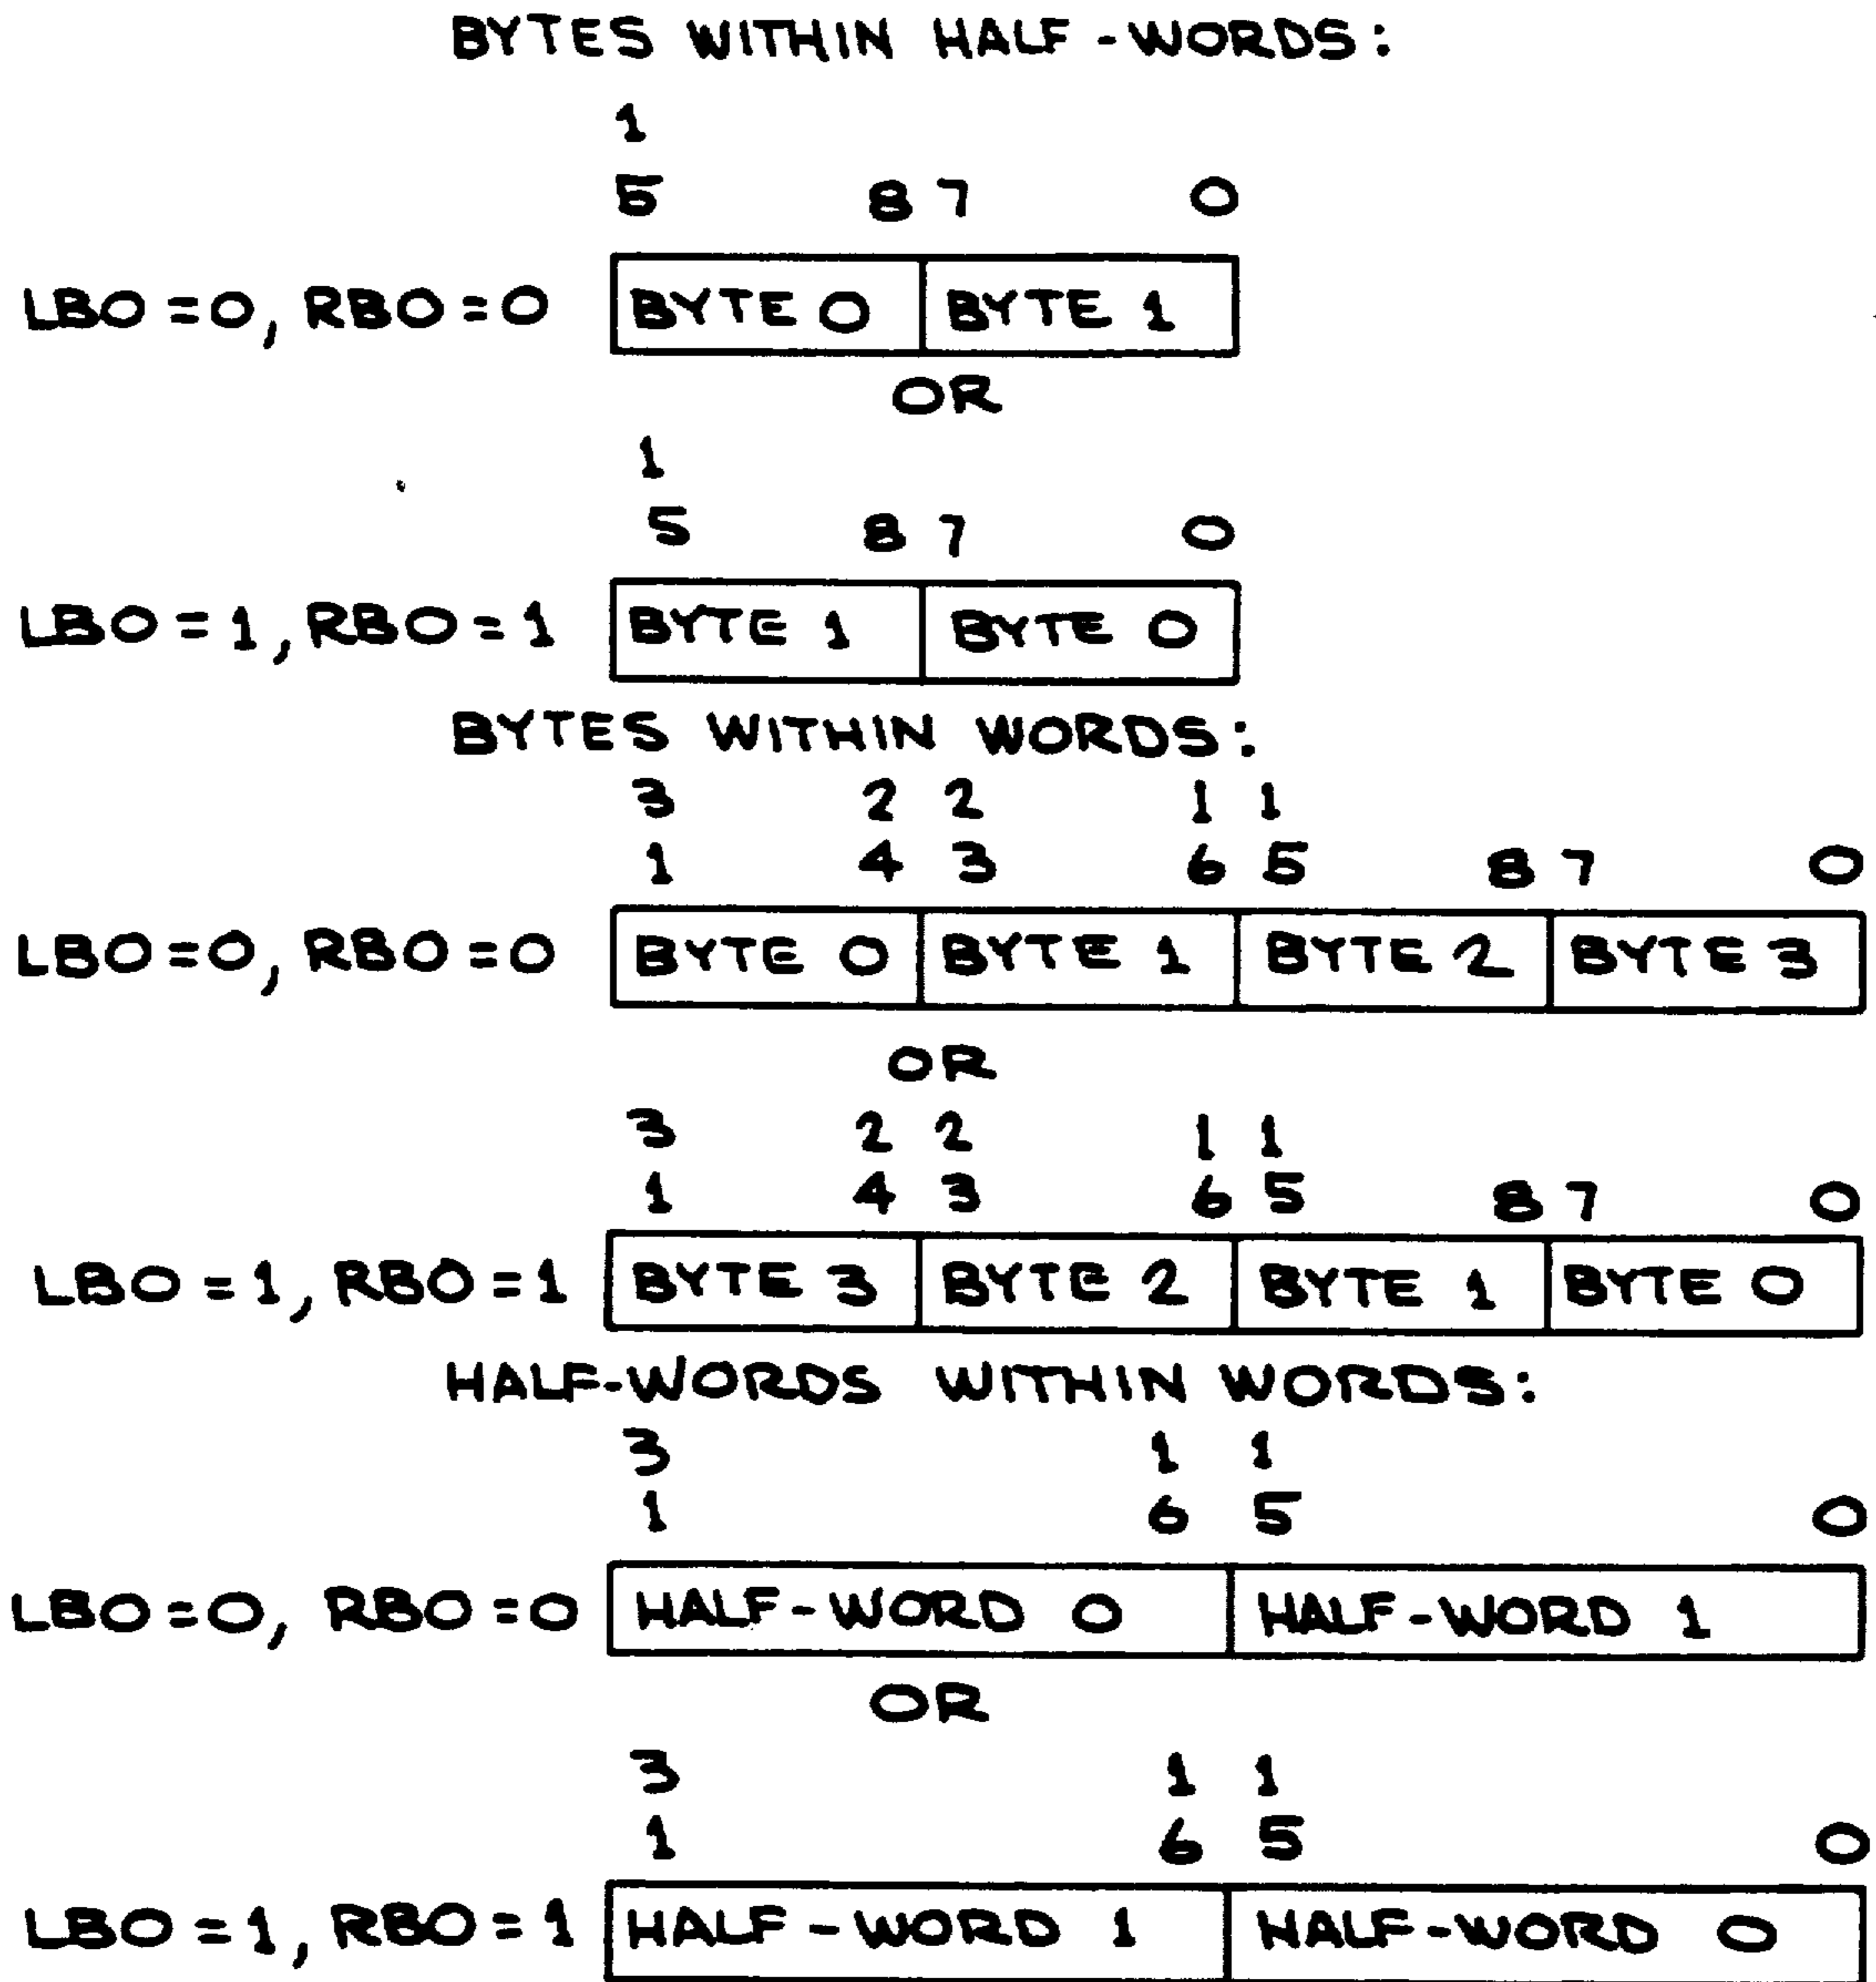 BYTES WITHIN HALF-WORDS:
1
5 8 7 0
LBO=0, RBO=0 BYTE 0 BYTE 1
OR
1
5 8 7 0
LBO=1, RBO=1 BYTE 1 BYTE 0
BYTES WITHIN WORDS:
3 2 2 1 1
1 4 3 6 5 8 7 0
LBO=0, RBO=0 BYTE 0 BYTE 1 BYTE 2 BYTE 3
OR
3 2 2 1 1
1 4 3 6 5 8 7 0
LBO=1, RBO=1 BYTE 3 BYTE 2 BYTE 1 BYTE 0
HALF-WORDS WITHIN WORDS:
3 1 1
1 6 5 0
LBO=0, RBO=0 HALF-WORD 0 HALF-WORD 1
OR
3 1 1
1 6 5 0
LBO=1, RBO=1 HALF-WORD 1 HALF-WORD 0